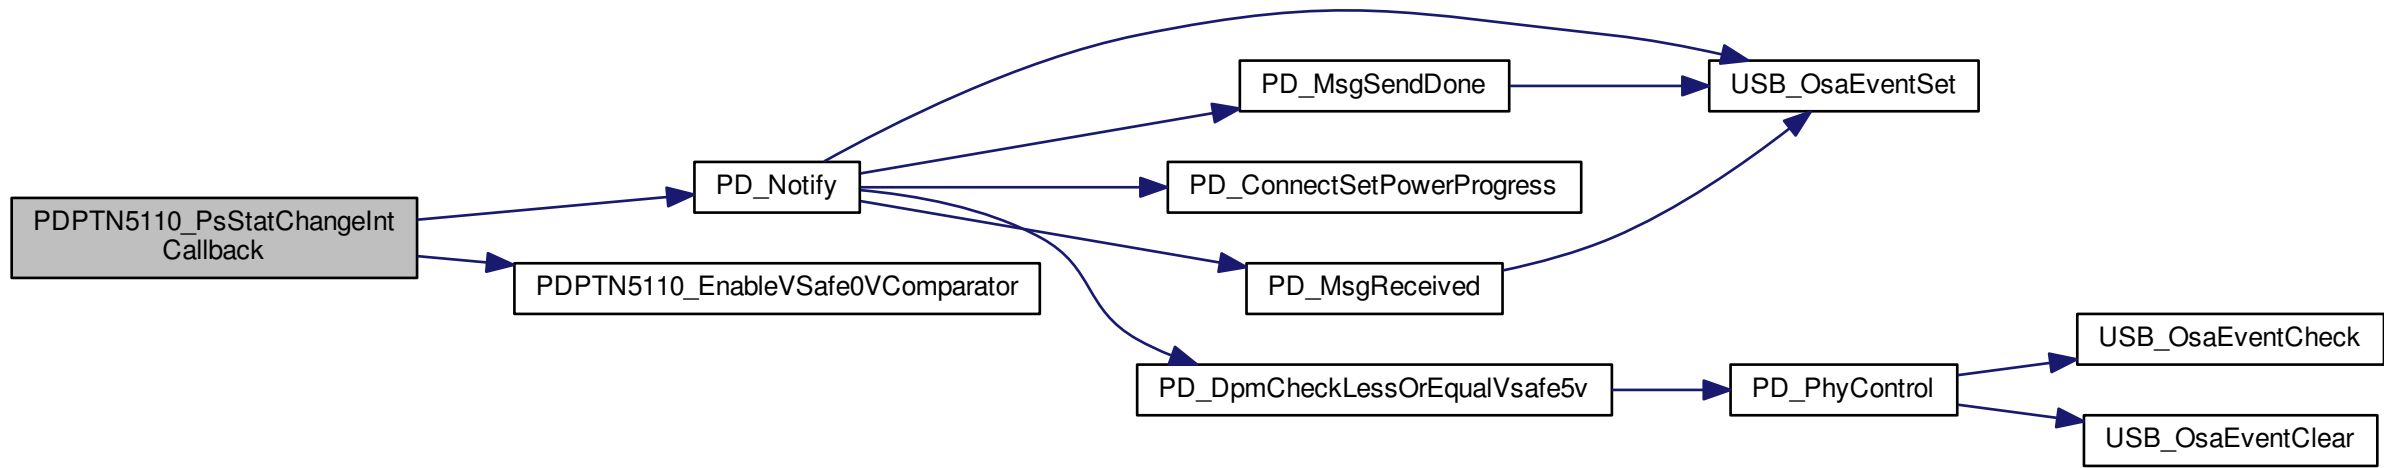 PDPTN5110_PsStatChangeInt
Callback
PD_Notify
PDPTN5110_EnableVSafe0VComparator
PD_MsgSendDone
PD_ConnectSetPowerProgress
PD_MsgReceived
PD_DpmCheckLessOrEqualVsafe5v
USB_OsaEventSet
PD_PhyControl
USB_OsaEventCheck
USB_OsaEventClear